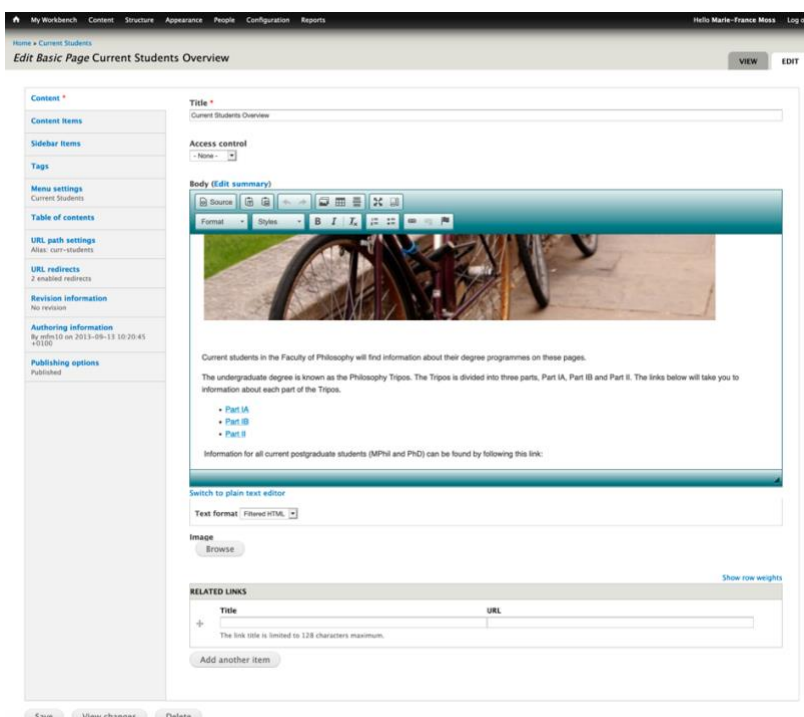 My Workbench Content Structure Appearance People Configuration Reports
Hello Marie-France Moss Log
Home » Current Students
Edit Basic Page Current Students Overview
VIEW EDIT
Content *
Content Items
Sidebar Items
Tags
Menu settings
Current Students
Table of contents
URL path settings
Alias: curr-students
URL redirects
2 enabled redirects
Revision information
No revision
Authoring information
By mfm10 on 2013-09-13 10:20:45
+0100
Publishing options
Published
Title *
Current Students Overview
Access control
- None -
Body (Edit summary)
Source
Format Styles B I Tx
Current students in the Faculty of Philosophy will find information about their degree programmes on these pages.
The undergraduate degree is known as the Philosophy Tripos. The Tripos is divided into three parts, Part IA, Part IB and Part II. The links below will take you to
information about each part of the Tripos.
• Part IA
• Part IB
• Part II
Information for all current postgraduate students (MPhil and PhD) can be found by following this link:
Switch to plain text editor
Text format Filtered HTML
Image
Browse
Show row weights
RELATED LINKS
Title URL
The link title is limited to 128 characters maximum.
Add another item
Save View changes Delete